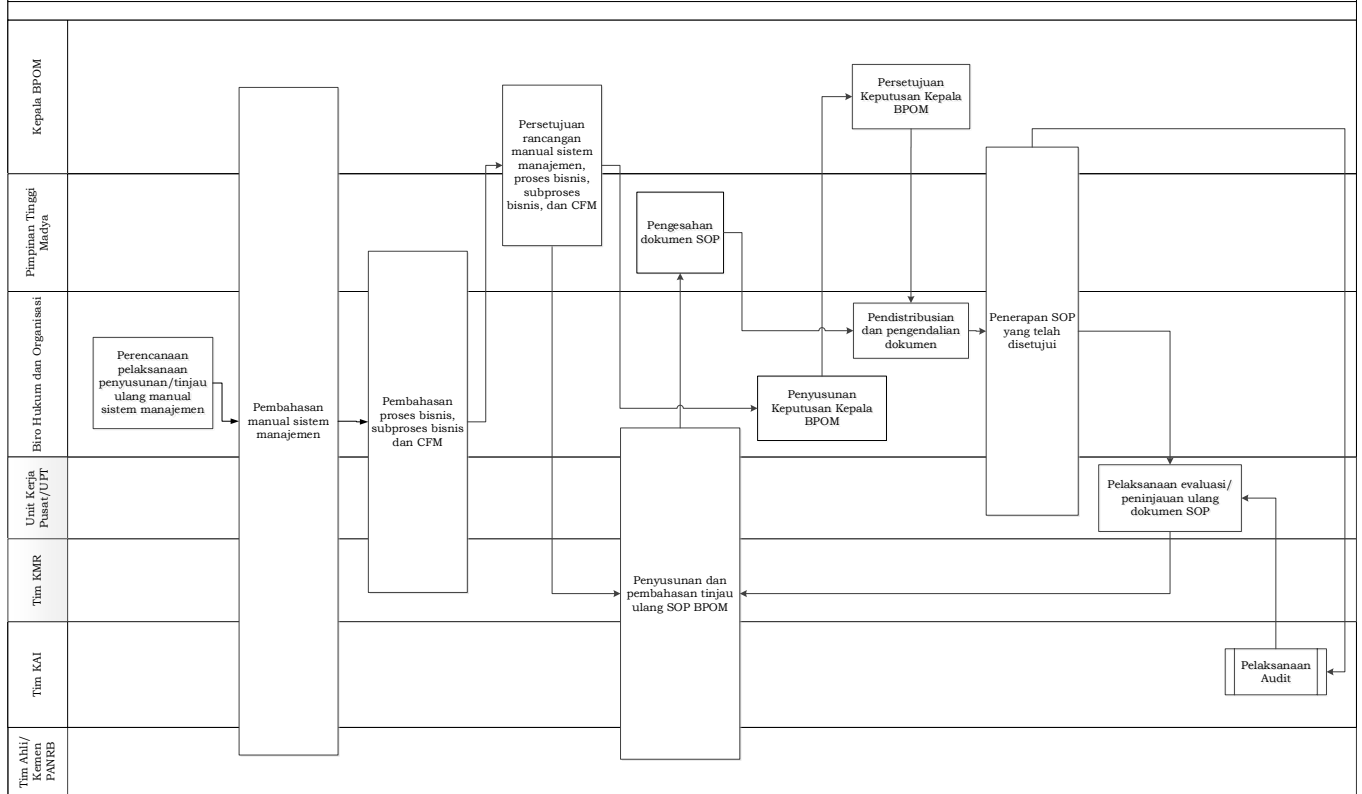 Kepala BPOM
Pimpinan Tinggi
Madya
Biro Hukum dan Organisasi
Unit Kerja
Pusat/UPT
Tim KMR
Tim KAI
Tim Ahli/
Kemen
PANRB
Perencanaan
pelaksanaan
penyusunan/tinjau
ulang manual
sistem manajemen
Pembahasan
manual sistem
manajemen
Pembahasan
proses bisnis,
subproses bisnis
dan CFM
Persetujuan
rancangan
manual sistem
manajemen,
proses bisnis,
subproses
bisnis, dan CFM
Pengesahan
dokumen SOP
Penyusunan dan
pembahasan tinjau
ulang SOP BPOM
Penyusunan
Keputusan Kepala
BPOM
Persetujuan
Keputusan Kepala
BPOM
Pendistribusian
dan pengendalian
dokumen
Penerapan SOP
yang telah
disetujui
Pelaksanaan evaluasi/
peninjauan ulang
dokumen SOP
Pelaksanaan
Audit